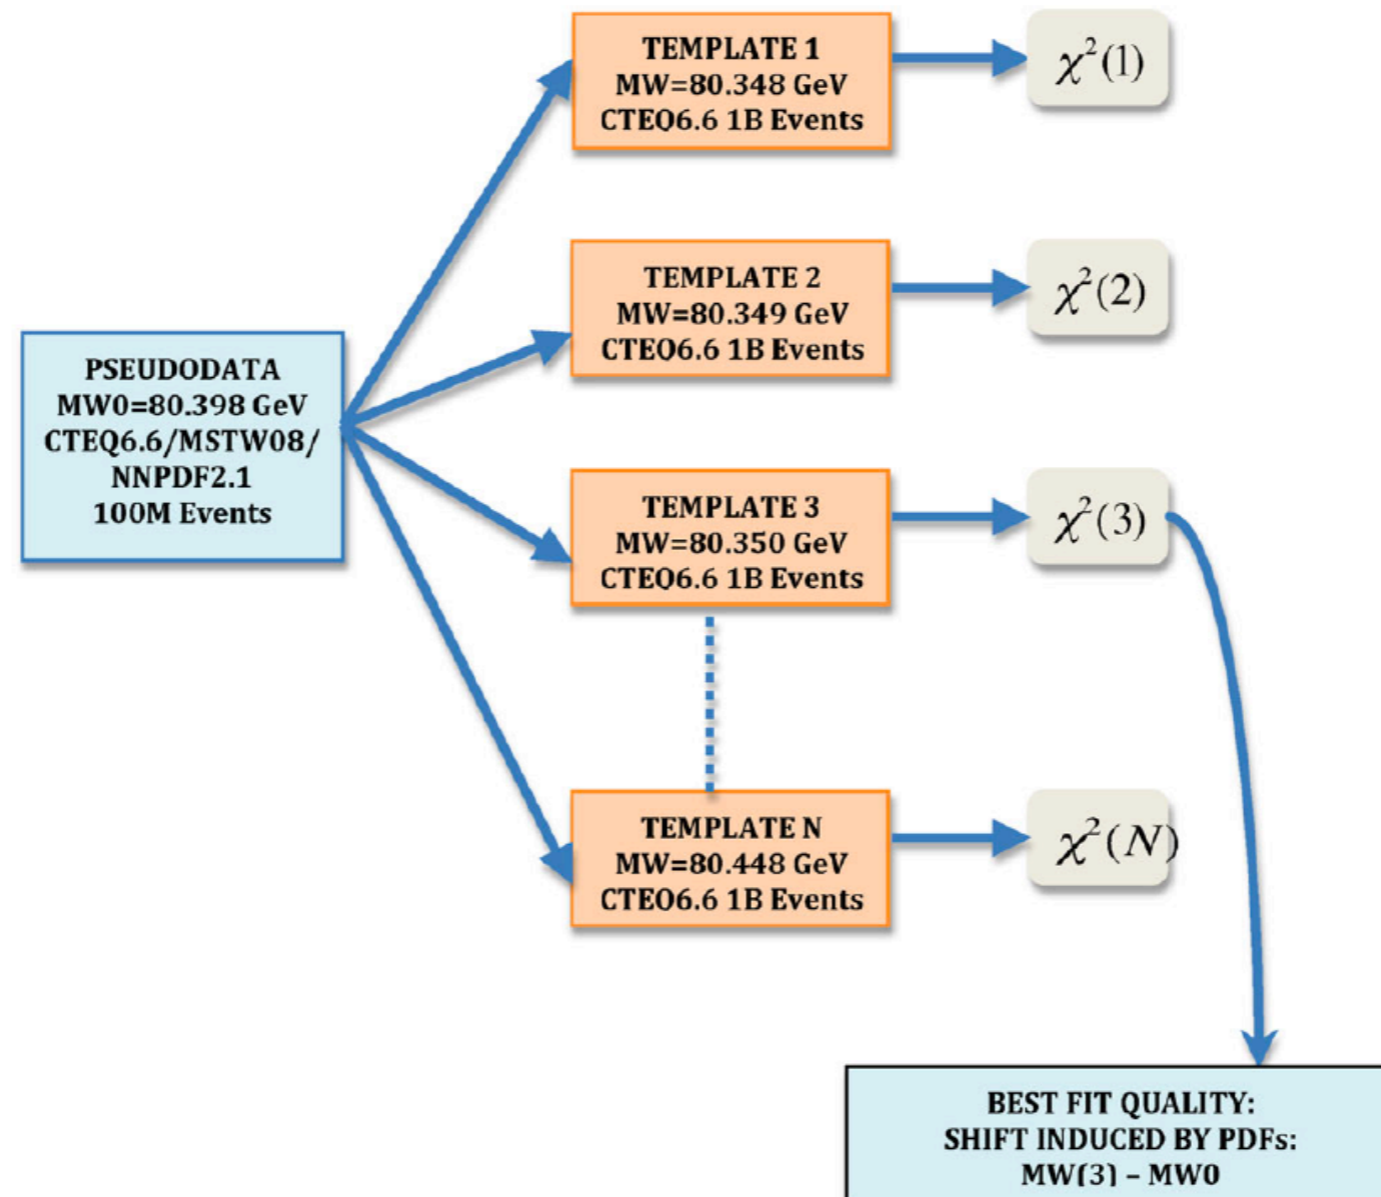 PSEUDODATA
MW0=80.398 GeV
CTEQ6.6/MSTW08/
NNPDF2.1
100M Events
TEMPLATE 1
MW=80.348 GeV
CTEQ6.6 1B Events
χ²(1)
TEMPLATE 2
MW=80.349 GeV
CTEQ6.6 1B Events
χ²(2)
TEMPLATE 3
MW=80.350 GeV
CTEQ6.6 1B Events
χ²(3)
TEMPLATE N
MW=80.448 GeV
CTEQ6.6 1B Events
χ²(N)
BEST FIT QUALITY:
SHIFT INDUCED BY PDFs:
MW(3) – MW0